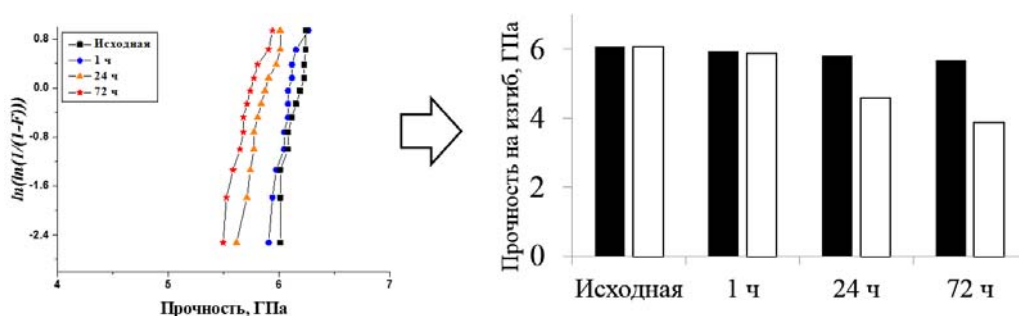 0.8
0.0
-0.8
-1.6
-2.4
ln(ln(1/(1-F)))
Исходная
1 ч
24 ч
72 ч
4 5 6 7
Прочность, ГПа
Прочность на изгиб, ГПа
8
6
4
2
0
Исходная 1 ч 24 ч 72 ч